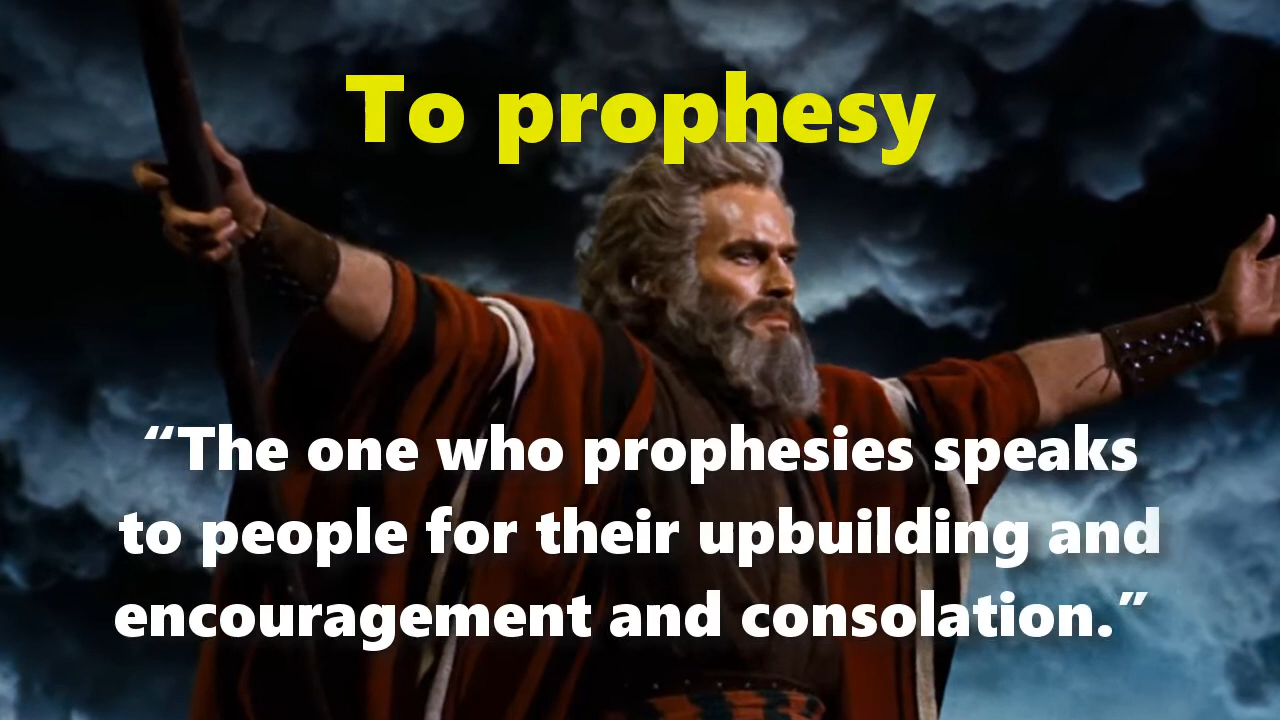 To prophesy
“The one who prophesies speaks
to people for their upbuilding and
encouragement and consolation.”